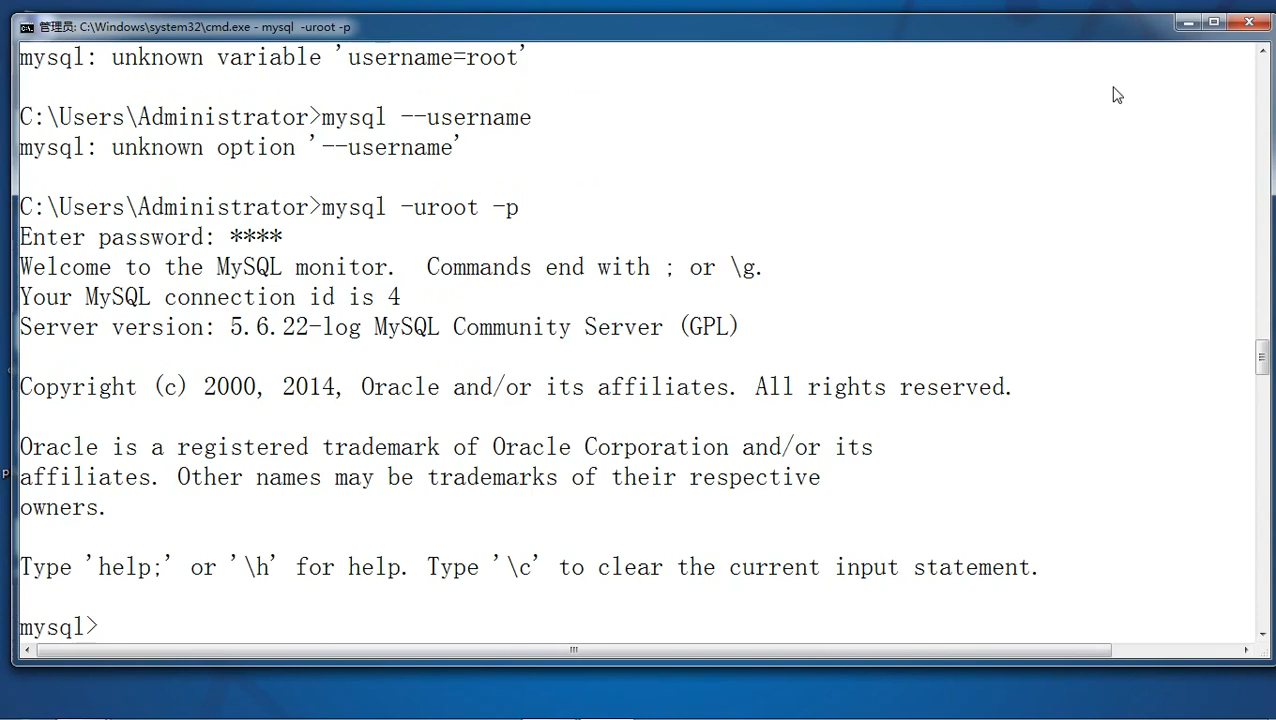 管理员: C:\Windows\system32\cmd.exe - mysql -uroot -p
mysql: unknown variable 'username=root'
C:\Users\Administrator>mysql --username
mysql: unknown option '--username'
C:\Users\Administrator>mysql -uroot -p
Enter password: ****
Welcome to the MySQL monitor.  Commands end with ; or \g.
Your MySQL connection id is 4
Server version: 5.6.22-log MySQL Community Server (GPL)
Copyright (c) 2000, 2014, Oracle and/or its affiliates. All rights reserved.
Oracle is a registered trademark of Oracle Corporation and/or its
affiliates. Other names may be trademarks of their respective
owners.
Type 'help;' or '\h' for help. Type '\c' to clear the current input statement.
mysql>